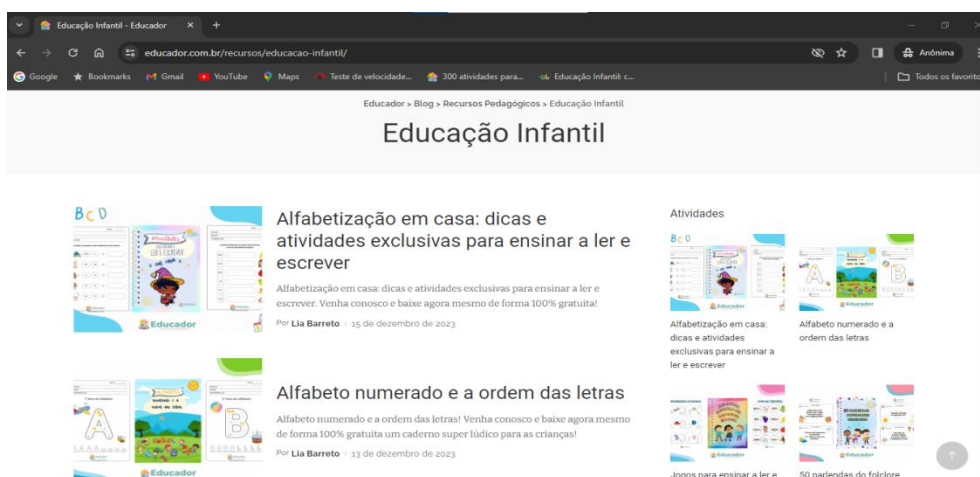 Educação Infantil - Educador
educador.com.br/recursos/educacao-infantil/
Anônima
Google
Bookmarks
Gmail
YouTube
Maps
Teste de velocidade...
300 atividades para...
Educação Infantil: c...
Todos os favorito
Educador > Blog > Recursos Pedagógicos > Educação Infantil
Educação Infantil
B C D
Educador
Alfabetização em casa: dicas e
atividades exclusivas para ensinar a ler e
escrever
Alfabetização em casa: dicas e atividades exclusivas para ensinar a ler e
escrever. Venha conosco e baixe agora mesmo de forma 100% gratuita!
Por Lia Barreto 15 de dezembro de 2023
A
B
Educador
Alfabeto numerado e a ordem das letras
Alfabeto numerado e a ordem das letras! Venha conosco e baixe agora mesmo
de forma 100% gratuita um caderno super lúdico para as crianças!
Por Lia Barreto 13 de dezembro de 2023
Atividades
B C D
Educador
Alfabetização em casa:
dicas e atividades
exclusivas para ensinar a
ler e escrever
A
B
Educador
Alfabeto numerado e a
ordem das letras
Educador
Jogos para ensinar a ler e
Educador
50 parlendas do folclore